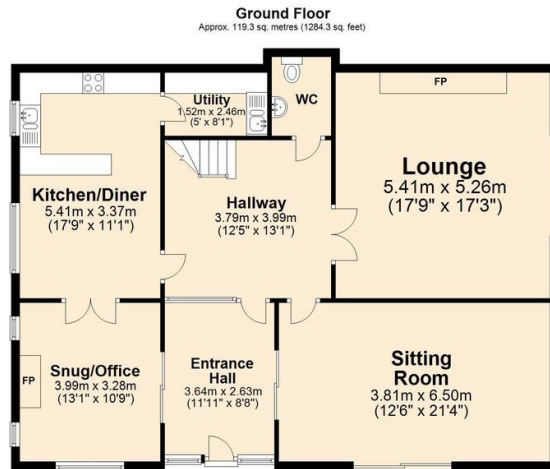 Ground Floor
Approx. 119.3 sq. metres (1284.3 sq. feet)
Utility
1.52m x 2.46m
(5' x 8'1")
WC
FP
Lounge
5.41m x 5.26m
(17'9" x 17'3")
Kitchen/Diner
5.41m x 3.37m
(17'9" x 11'1")
Hallway
3.79m x 3.99m
(12'5" x 13'1")
Snug/Office
3.99m x 3.28m
(13'1" x 10'9")
FP
Entrance
Hall
3.64m x 2.63m
(11'11" x 8'8")
Sitting
Room
3.81m x 6.50m
(12'6" x 21'4")